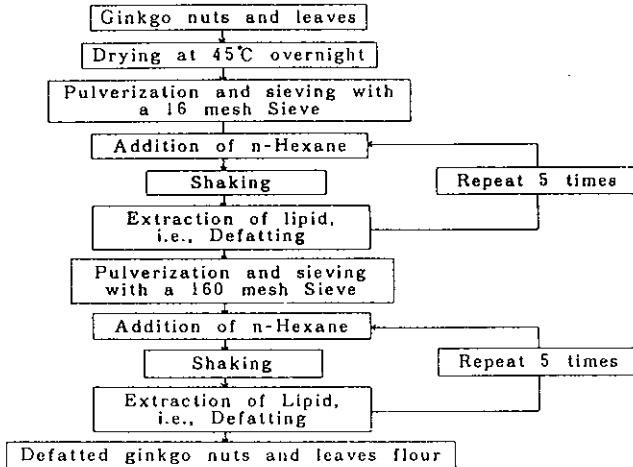 Ginkgo nuts and leaves
Drying at 45℃ overnight
Pulverization and sieving with
a 16 mesh Sieve
Addition of n-Hexane
Shaking
Repeat 5 times
Extraction of lipid,
i.e., Defatting
Pulverization and sieving
with a 160 mesh Sieve
Addition of n-Hexane
Shaking
Repeat 5 times
Extraction of Lipid,
i.e., Defatting
Defatted ginkgo nuts and leaves flour